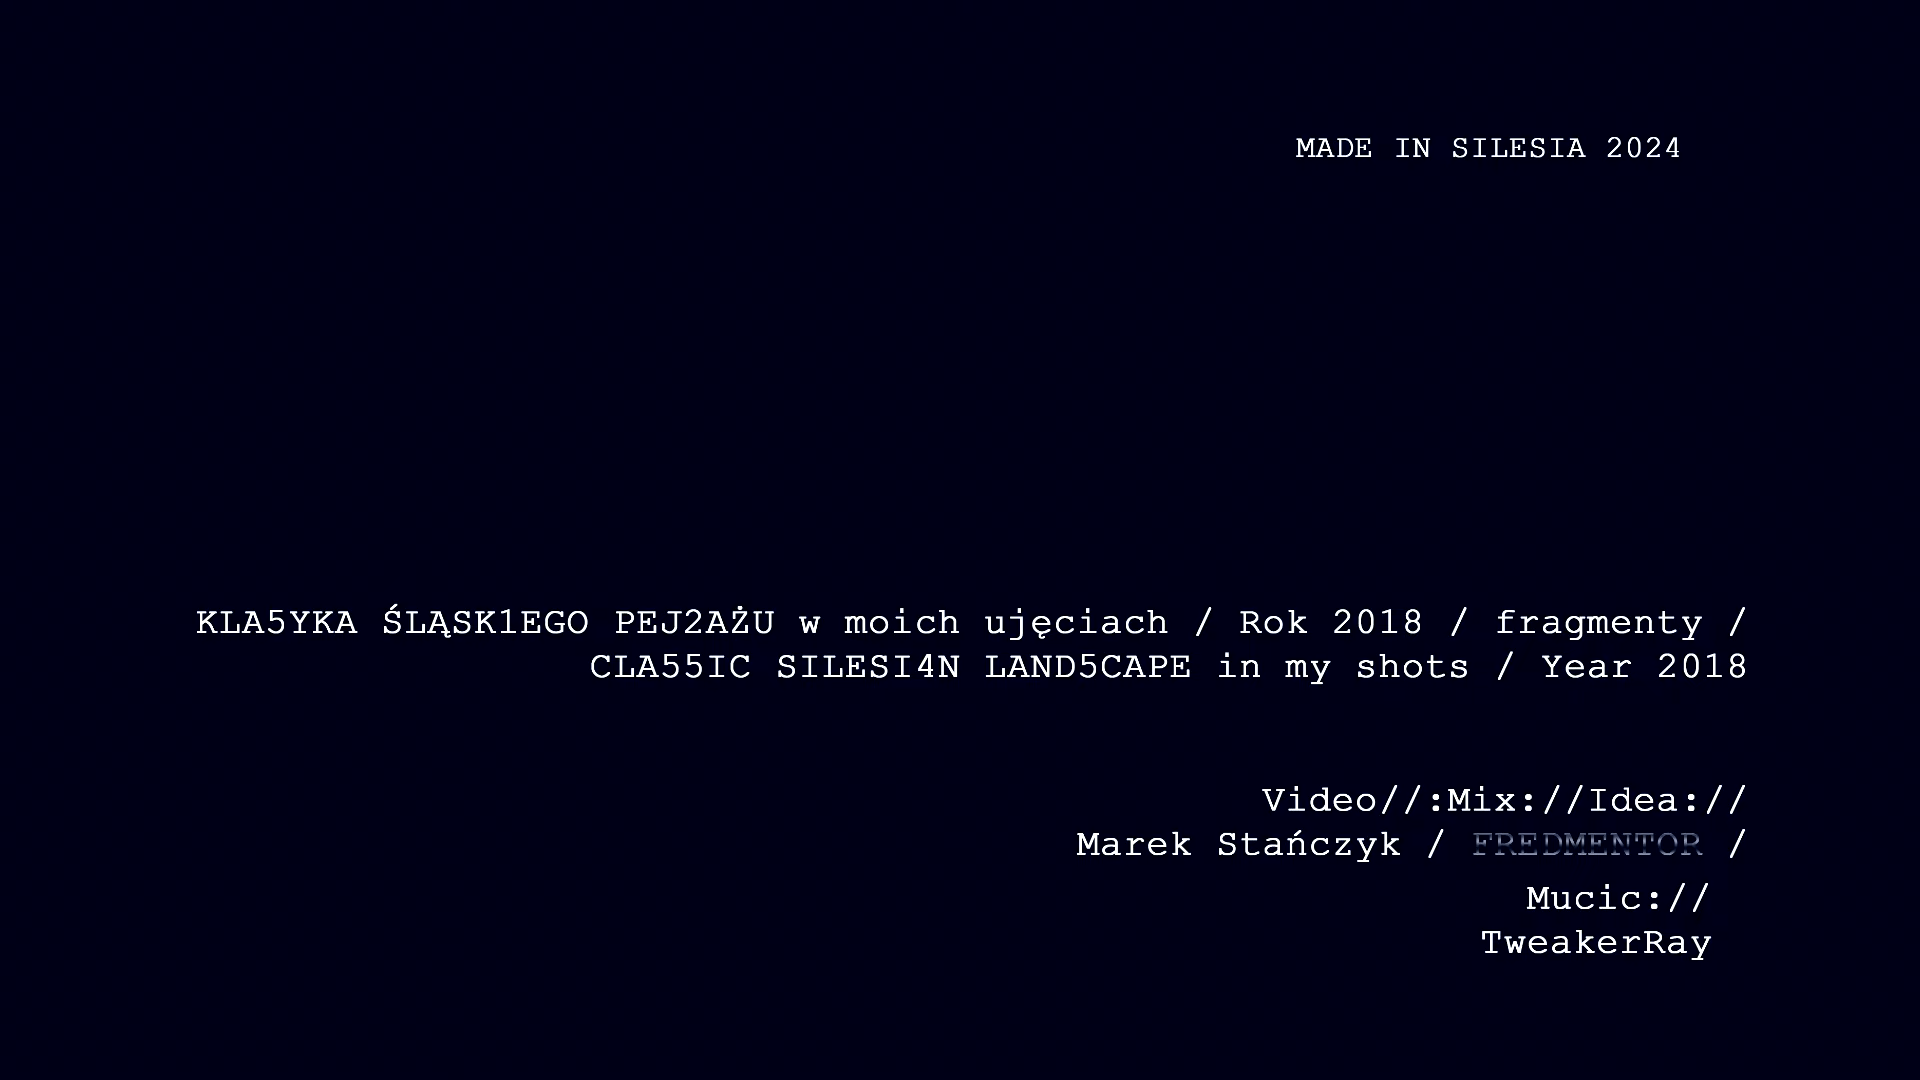 MADE IN SILESIA 2024
KLA5YKA ŚLĄSK1EGO PEJ2AŻU w moich ujęciach / Rok 2018 / fragmenty /
CLA55IC SILESI4N LAND5CAPE in my shots / Year 2018
Video//:Mix://Idea://
Marek Stańczyk / FREDMENTOR /
Mucic://
TweakerRay